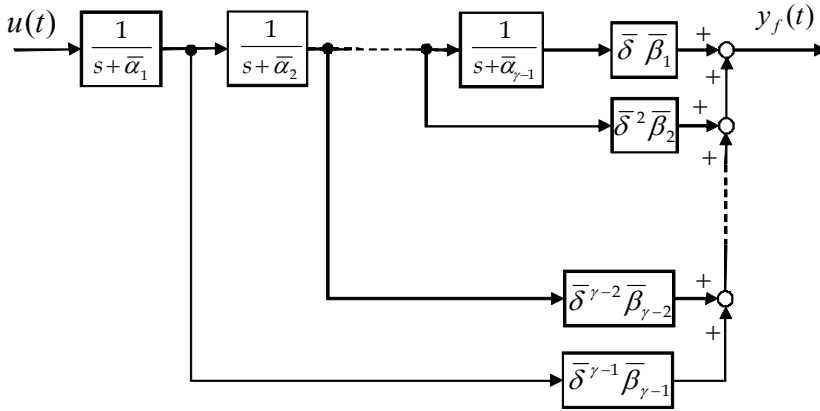 u(t)
y_f(t)
1/(s+ᾱ₁)
1/(s+ᾱ₂)
1/(s+ᾱ_{γ-1})
δ̄ β̄₁
+
+
δ̄² β̄₂
+
+
δ̄^{γ-2} β̄_{γ-2}
+
+
δ̄^{γ-1} β̄_{γ-1}